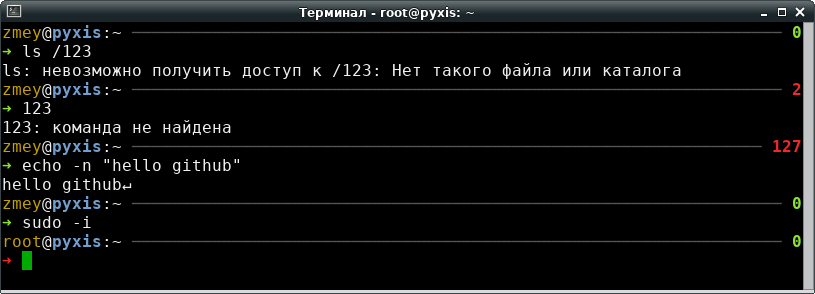 Терминал - root@pyxis: ~
zmey@pyxis:~ 0
→ ls /123
ls: невозможно получить доступ к /123: Нет такого файла или каталога
zmey@pyxis:~ 2
→ 123
123: команда не найдена
zmey@pyxis:~ 127
→ echo -n "hello github"
hello github↵
zmey@pyxis:~ 0
→ sudo -i
root@pyxis:~ 0
→